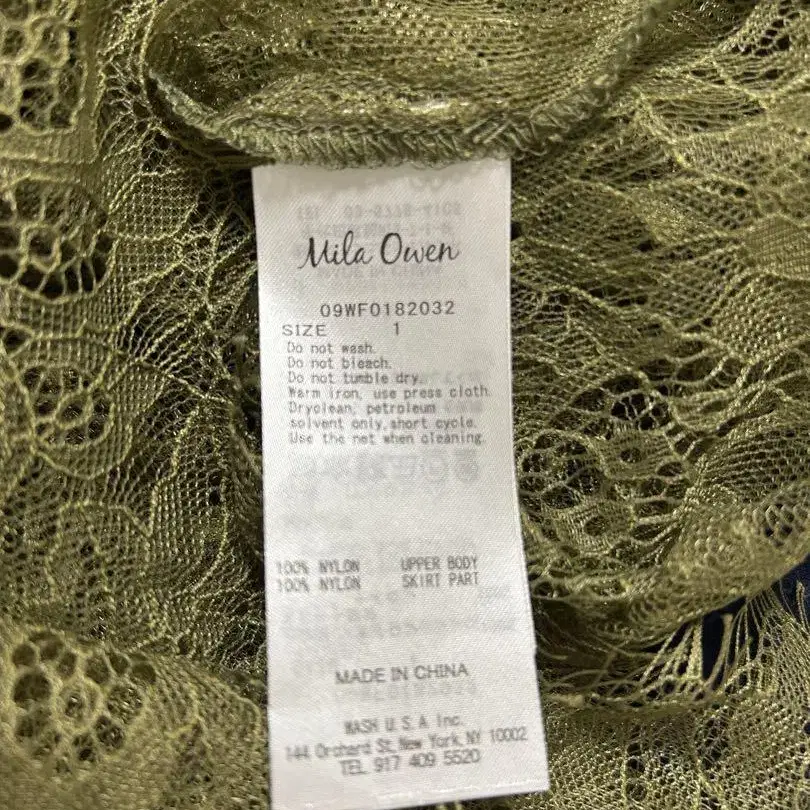 Mila Owen
09WF0182032
SIZE 1
Do not wash.
Do not bleach.
Do not tumble dry.
Warm iron, use press cloth.
Dryclean, petroleum
solvent only, short cycle.
Use the net when cleaning.
100% NYLON UPPER BODY
100% NYLON SKIRT PART
MADE IN CHINA
MASH U.S.A Inc.
144 Orchard St, New York, NY 10002
TEL 917 409 5520